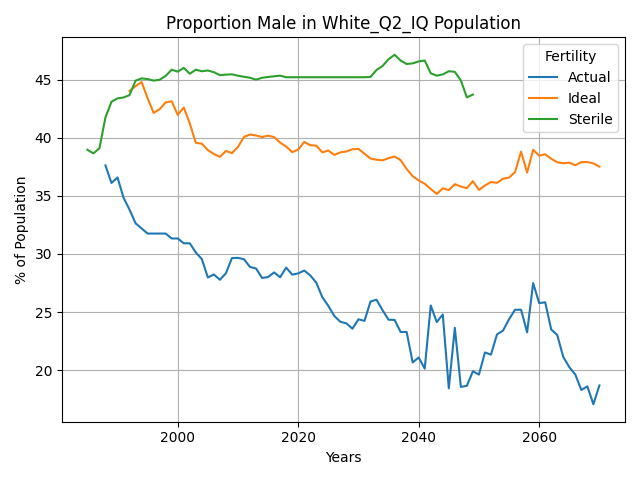 Proportion Male in White_Q2_IQ Population
% of Population
45
40
35
30
25
20
2000
2020
2040
2060
Years
Fertility
Actual
Ideal
Sterile